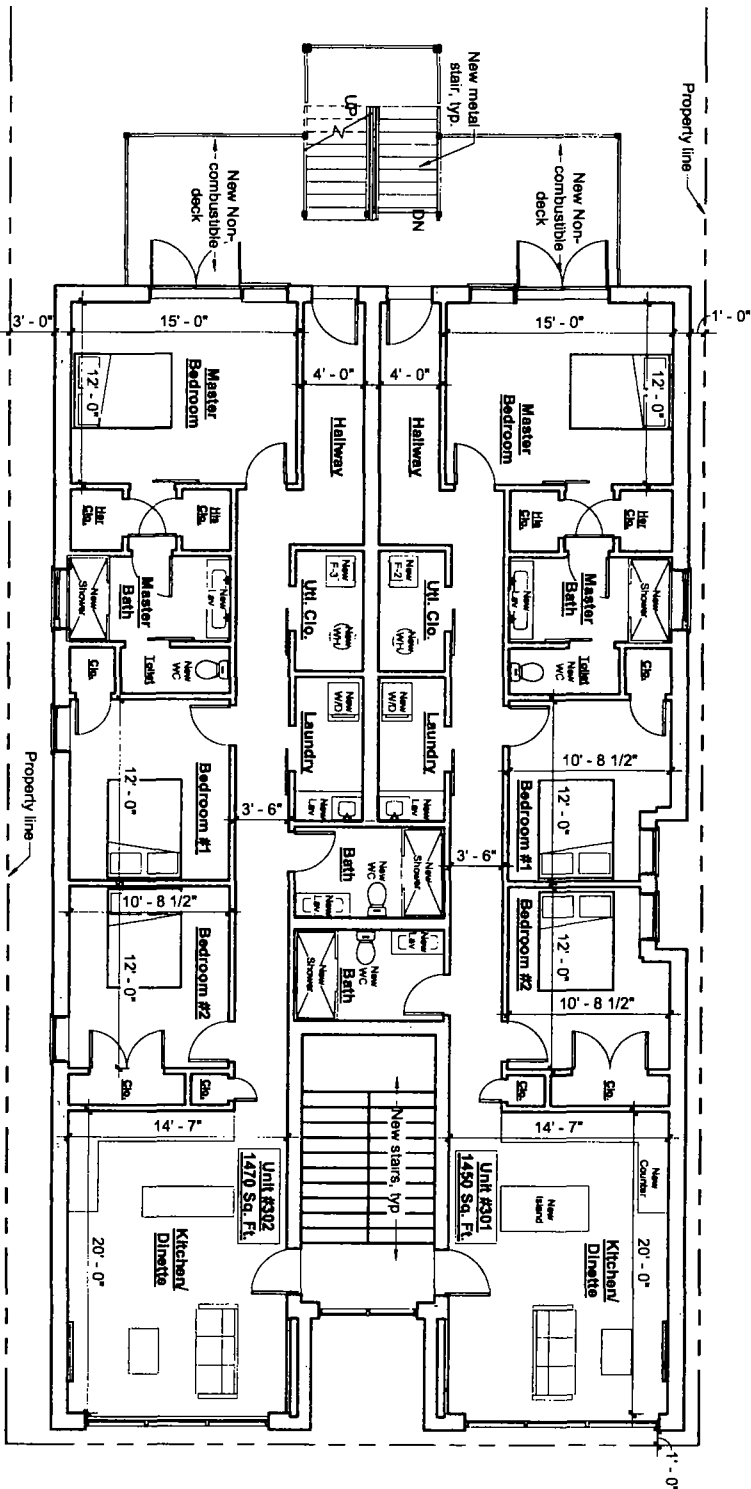 New metal
stair, typ.
Property line
UP
DN
New Non-
combustible
deck
New Non-
combustible
deck
3' - 0"
15' - 0"
15' - 0"
1' - 0"
4' - 0"
4' - 0"
12' - 0"
Master
Bedroom
Hallway
Hallway
Master
Bedroom
12' - 0"
Her
Clo.
His
Clo.
His
Clo.
Her
Clo.
New
Shower
Master
Bath
New
Lav
New
F-3
New
WH
Uti. Clo.
New
F-2
New
WH
Uti. Clo.
New
Lav
Master
Bath
New
Shower
Clo.
Toilet
New
WC
New
W/D
Laundry
New
Lav
New
W/D
Laundry
New
Lav
Toilet
New
WC
Clo.
Property line
12' - 0"
Bedroom #1
3' - 6"
10' - 8 1/2"
12' - 0"
Bedroom #1
Bath
New
WC
New
Lav.
New
Shower
3' - 6"
10' - 8 1/2"
12' - 0"
Bedroom #2
New
Shower
New
WC
Bath
New
Lav
Bedroom #2
12' - 0"
10' - 8 1/2"
Clo.
Clo.
Clo.
Clo.
New stairs, typ
14' - 7"
14' - 7"
Unit #302
1470 Sq. Ft.
Unit #301
1450 Sq. Ft.
New
Counter
New
Island
20' - 0"
Kitchen/
Dinette
Kitchen/
Dinette
20' - 0"
1' - 0"